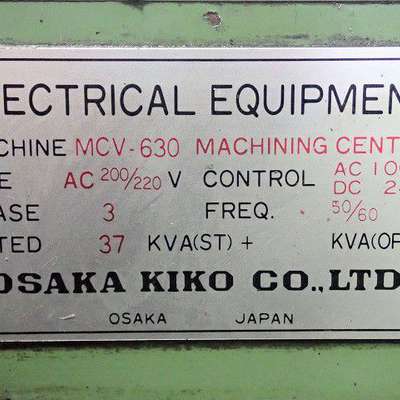 ELECTRICAL EQUIPMEN
CHINE MCV-630 MACHINING CENT
E AC 200/220 V CONTROL AC 10
DC 2
ASE 3 FREQ. 50/60
TED 37 KVA(ST) + KVA(OP
OSAKA KIKO CO., LTD
OSAKA JAPAN